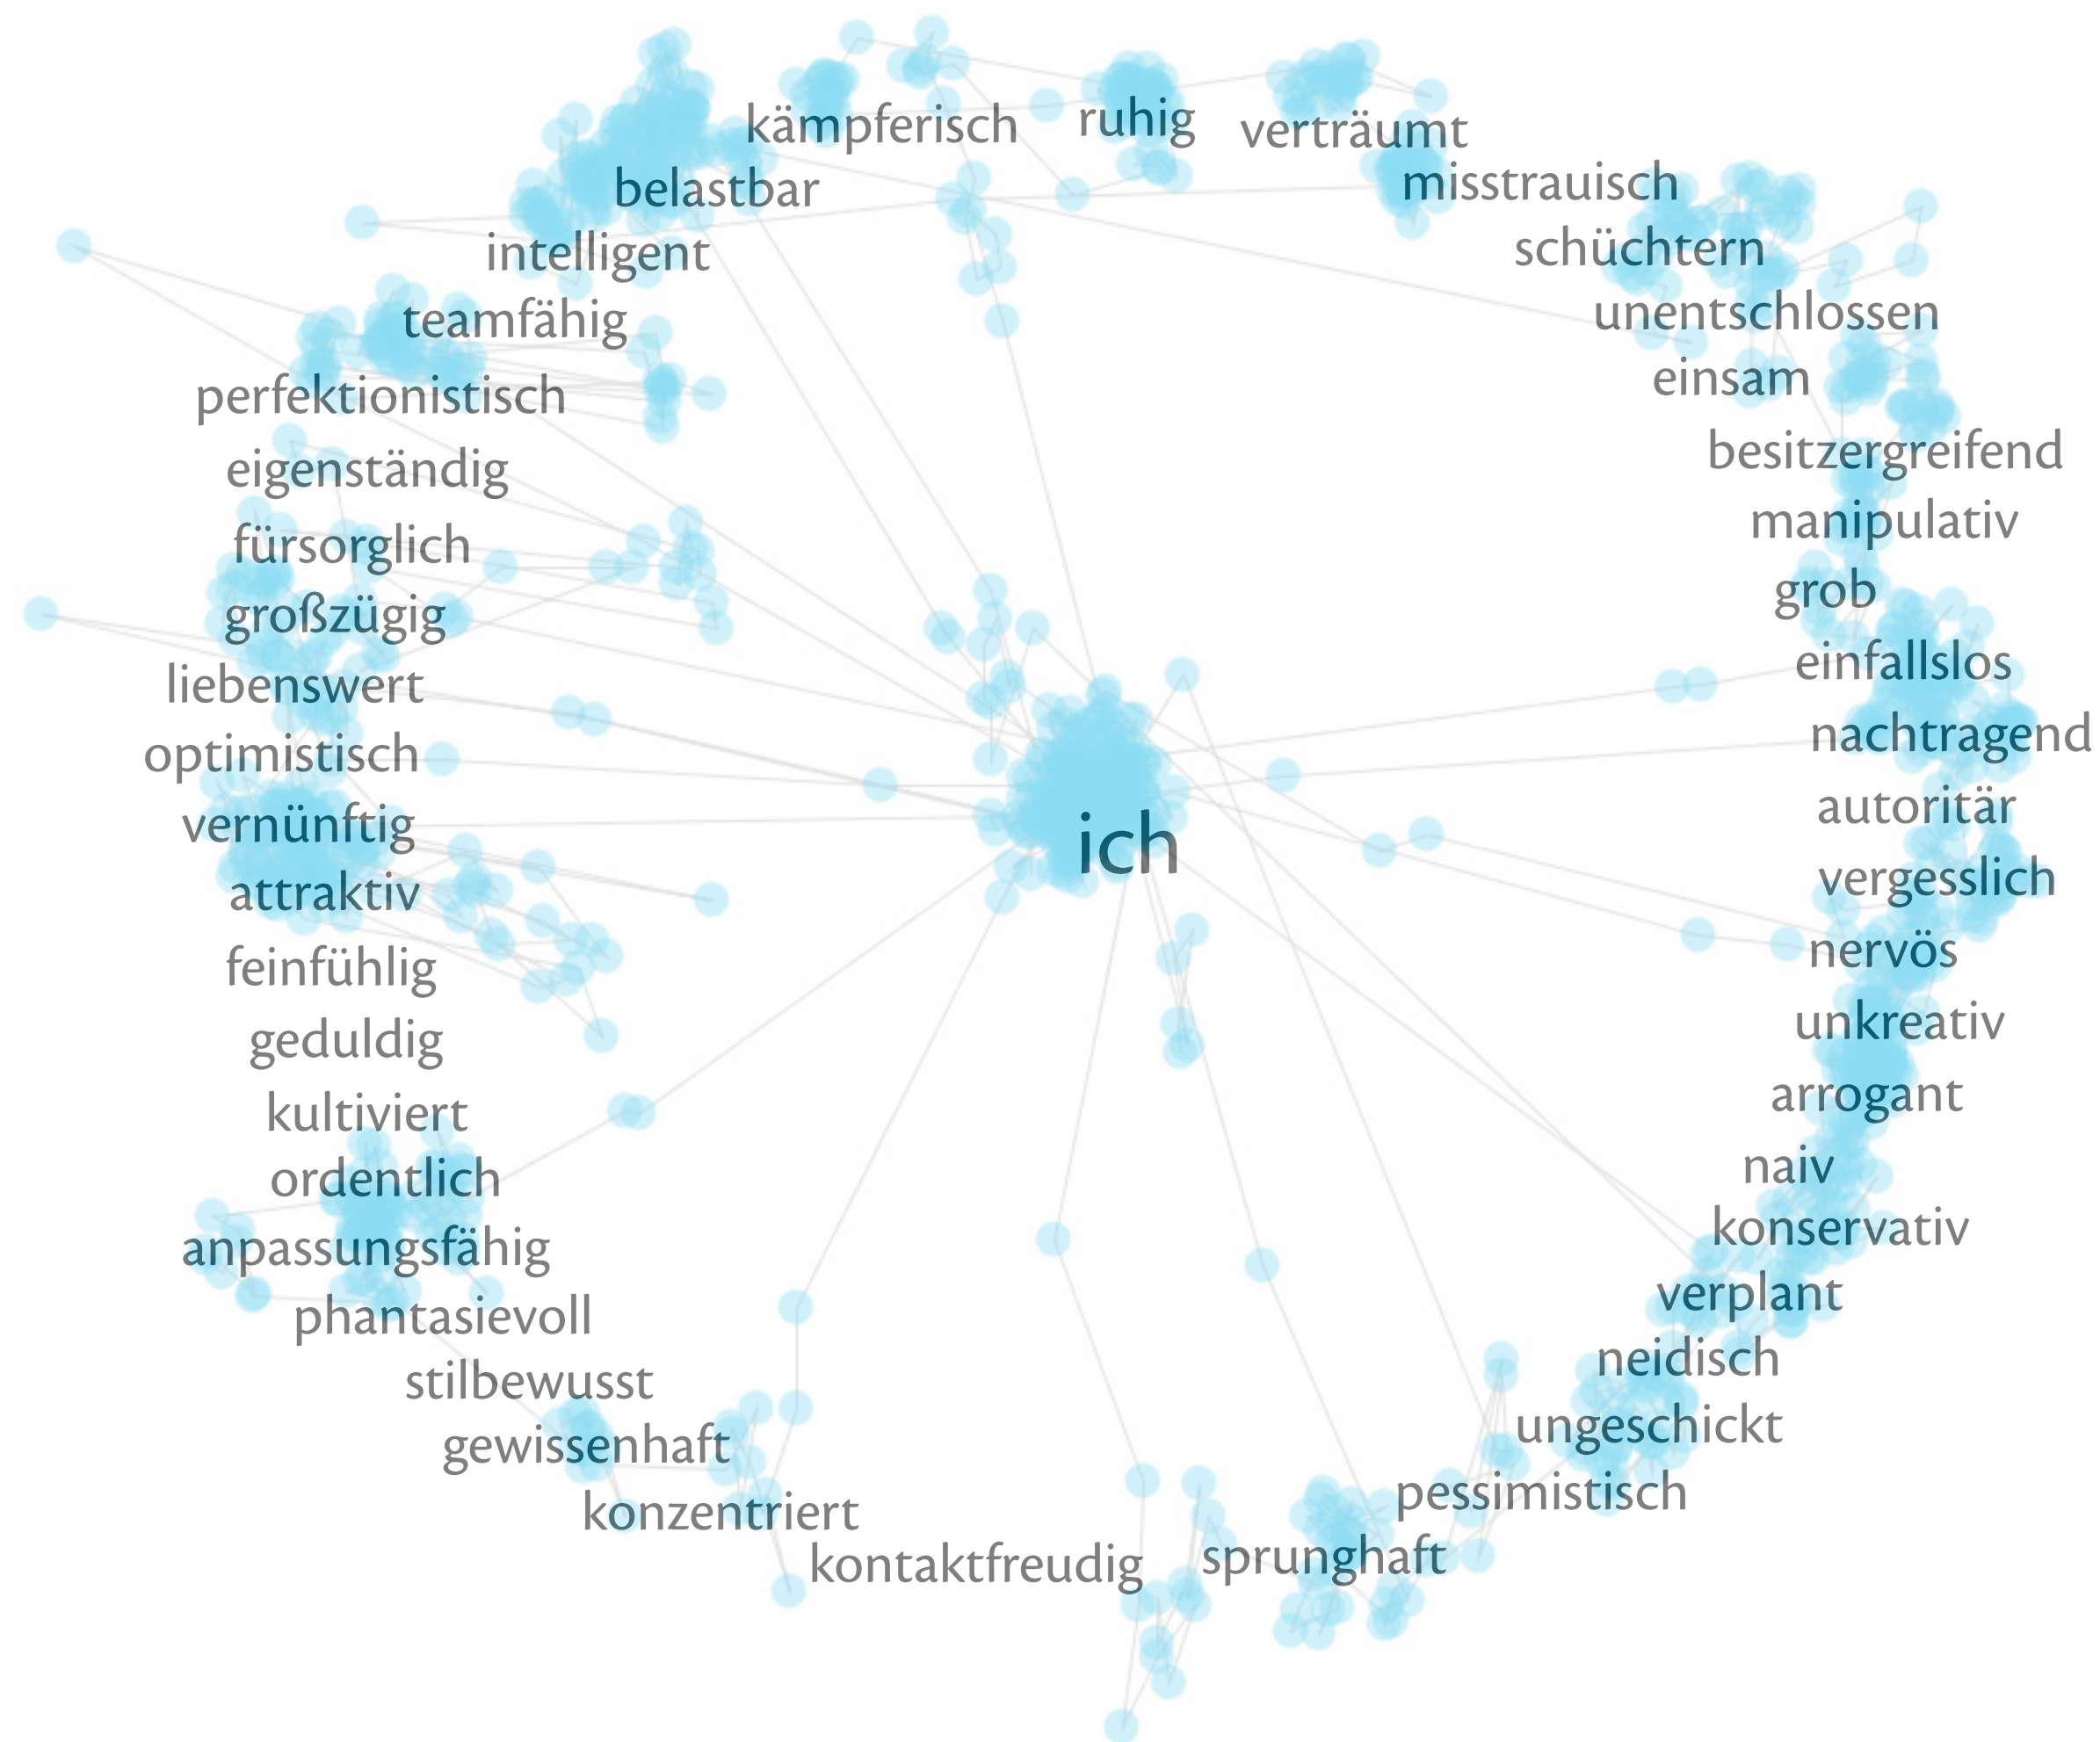 kämpferisch
ruhig
verträumt
misstrauisch
schüchtern
unentschlossen
einsam
besitzergreifend
manipulativ
grob
einfallslos
nachtragend
autoritär
vergesslich
nervös
unkreativ
arrogant
naiv
konservativ
verplant
neidisch
ungeschickt
pessimistisch
sprunghaft
kontaktfreudig
konzentriert
gewissenhaft
stilbewusst
phantasievoll
anpassungsfähig
ordentlich
kultiviert
geduldig
feinfühlig
attraktiv
vernünftig
optimistisch
liebenswert
großzügig
fürsorglich
eigenständig
perfektionistisch
teamfähig
intelligent
belastbar
ich